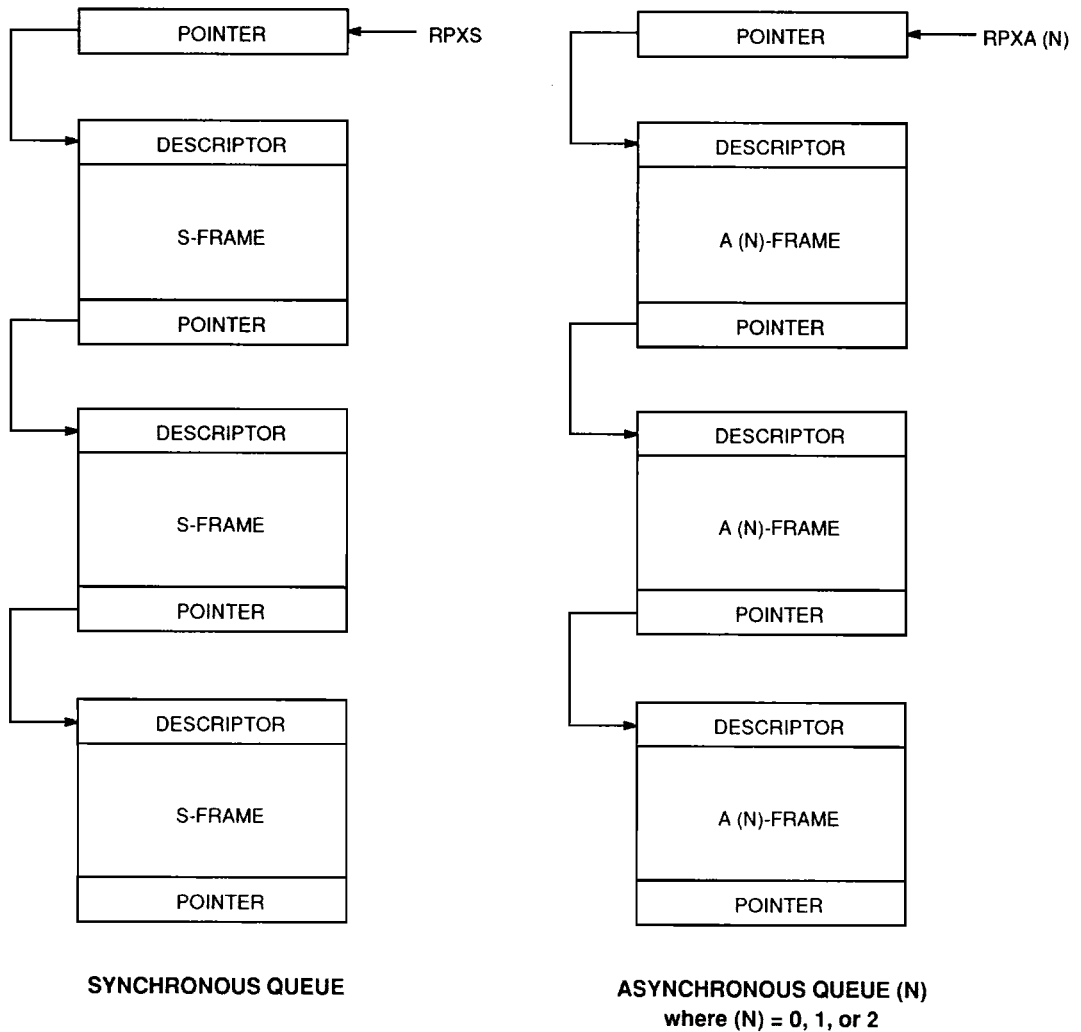 POINTER
RPXS
DESCRIPTOR
S-FRAME
POINTER
DESCRIPTOR
S-FRAME
POINTER
DESCRIPTOR
S-FRAME
POINTER
SYNCHRONOUS QUEUE
POINTER
RPXA (N)
DESCRIPTOR
A (N)-FRAME
POINTER
DESCRIPTOR
A (N)-FRAME
POINTER
DESCRIPTOR
A (N)-FRAME
POINTER
ASYNCHRONOUS QUEUE (N)
where (N) = 0, 1, or 2